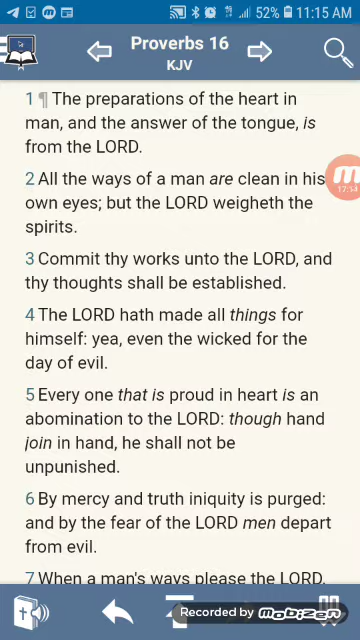 52% 11:15 AM
Proverbs 16
KJV
1 ¶ The preparations of the heart in
man, and the answer of the tongue, is
from the LORD.
2 All the ways of a man are clean in his
own eyes; but the LORD weigheth the
spirits.
3 Commit thy works unto the LORD, and
thy thoughts shall be established.
4 The LORD hath made all things for
himself: yea, even the wicked for the
day of evil.
5 Every one that is proud in heart is an
abomination to the LORD: though hand
join in hand, he shall not be
unpunished.
6 By mercy and truth iniquity is purged:
and by the fear of the LORD men depart
from evil.
7 When a man's ways please the LORD,
Recorded by mobizen